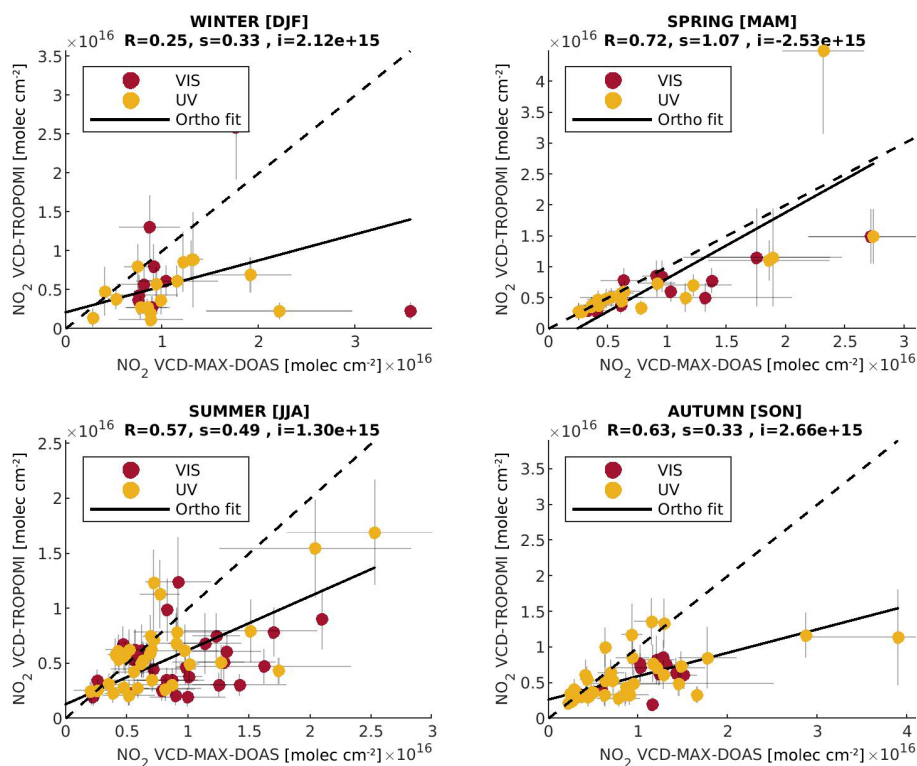 WINTER [DJF]
R=0.25, s=0.33 , i=2.12e+15
×10^16
3.5
3
2.5
2
1.5
1
0.5
0
NO2 VCD-TROPOMI [molec cm-2]
VIS
UV
Ortho fit
0 1 2 3
NO2 VCD-MAX-DOAS [molec cm-2] ×10^16
SPRING [MAM]
R=0.72, s=1.07 , i=-2.53e+15
×10^16
4
3.5
3
2.5
2
1.5
1
0.5
0
NO2 VCD-TROPOMI [molec cm-2]
VIS
UV
Ortho fit
0 0.5 1 1.5 2 2.5 3
NO2 VCD-MAX-DOAS [molec cm-2] ×10^16
SUMMER [JJA]
R=0.57, s=0.49 , i=1.30e+15
×10^16
2.5
2
1.5
1
0.5
0
NO2 VCD-TROPOMI [molec cm-2]
VIS
UV
Ortho fit
0 0.5 1 1.5 2 2.5 3
NO2 VCD-MAX-DOAS [molec cm-2] ×10^16
AUTUMN [SON]
R=0.63, s=0.33 , i=2.66e+15
×10^16
3.5
3
2.5
2
1.5
1
0.5
0
NO2 VCD-TROPOMI [molec cm-2]
VIS
UV
Ortho fit
0 1 2 3 4
NO2 VCD-MAX-DOAS [molec cm-2] ×10^16